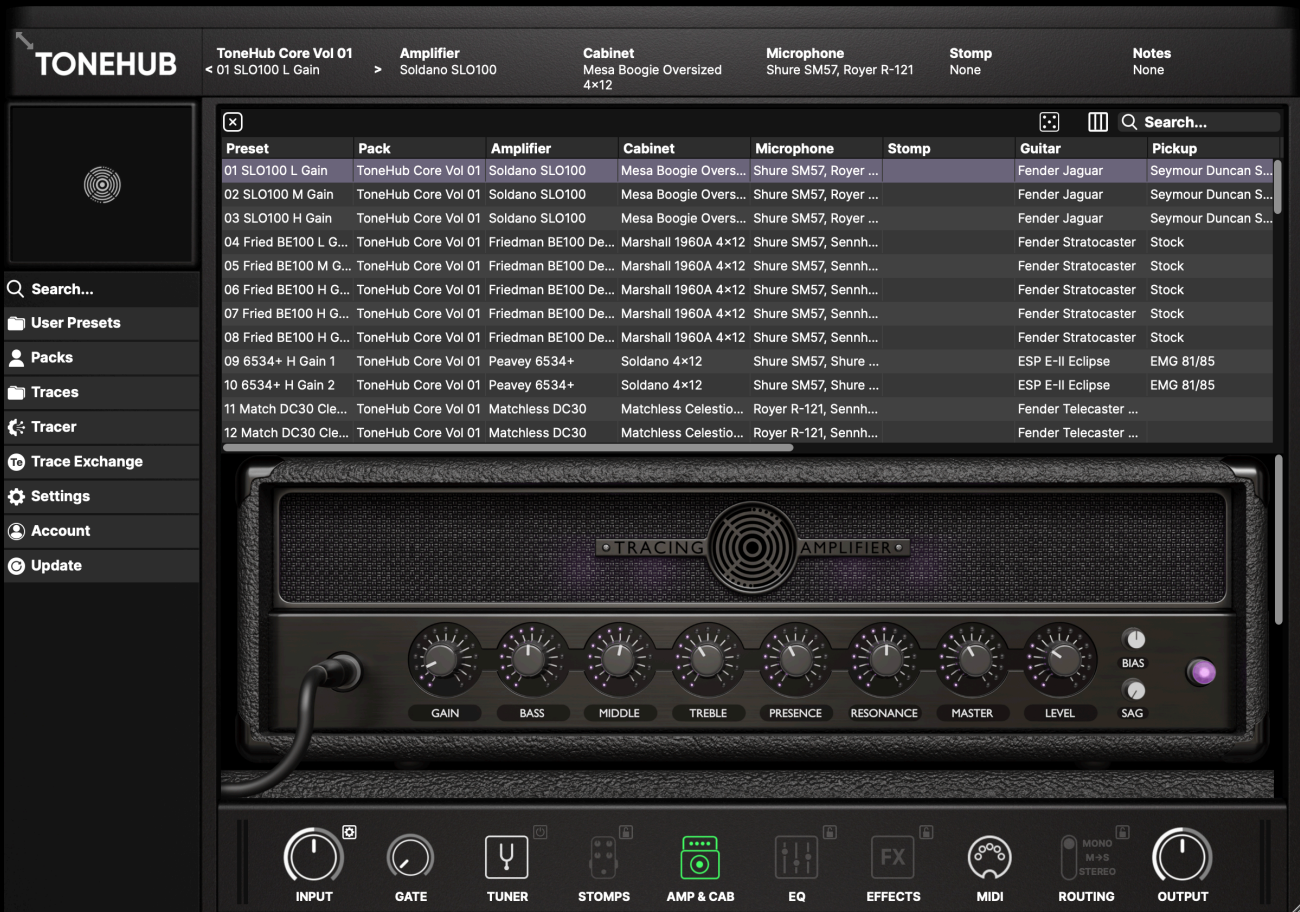 TONEHUB
ToneHub Core Vol 01
< 01 SLO100 L Gain >
Amplifier
Soldano SLO100
Cabinet
Mesa Boogie Oversized
4×12
Microphone
Shure SM57, Royer R-121
Stomp
None
Notes
None
Search...
User Presets
Packs
Traces
Tracer
Te Trace Exchange
Settings
Account
Update
Search...
Preset Pack Amplifier Cabinet Microphone Stomp Guitar Pickup
01 SLO100 L Gain ToneHub Core Vol 01 Soldano SLO100 Mesa Boogie Overs... Shure SM57, Royer ... Fender Jaguar Seymour Duncan S...
02 SLO100 M Gain ToneHub Core Vol 01 Soldano SLO100 Mesa Boogie Overs... Shure SM57, Royer ... Fender Jaguar Seymour Duncan S...
03 SLO100 H Gain ToneHub Core Vol 01 Soldano SLO100 Mesa Boogie Overs... Shure SM57, Royer ... Fender Jaguar Seymour Duncan S...
04 Fried BE100 L G... ToneHub Core Vol 01 Friedman BE100 De... Marshall 1960A 4×12 Shure SM57, Sennh... Fender Stratocaster Stock
05 Fried BE100 M G... ToneHub Core Vol 01 Friedman BE100 De... Marshall 1960A 4×12 Shure SM57, Sennh... Fender Stratocaster Stock
06 Fried BE100 H G... ToneHub Core Vol 01 Friedman BE100 De... Marshall 1960A 4×12 Shure SM57, Sennh... Fender Stratocaster Stock
07 Fried BE100 H G... ToneHub Core Vol 01 Friedman BE100 De... Marshall 1960A 4×12 Shure SM57, Sennh... Fender Stratocaster Stock
08 Fried BE100 H G... ToneHub Core Vol 01 Friedman BE100 De... Marshall 1960A 4×12 Shure SM57, Sennh... Fender Stratocaster Stock
09 6534+ H Gain 1 ToneHub Core Vol 01 Peavey 6534+ Soldano 4×12 Shure SM57, Shure ... ESP E-II Eclipse EMG 81/85
10 6534+ H Gain 2 ToneHub Core Vol 01 Peavey 6534+ Soldano 4×12 Shure SM57, Shure ... ESP E-II Eclipse EMG 81/85
11 Match DC30 Cle... ToneHub Core Vol 01 Matchless DC30 Matchless Celestio... Royer R-121, Sennh... Fender Telecaster ...
12 Match DC30 Cle... ToneHub Core Vol 01 Matchless DC30 Matchless Celestio... Royer R-121, Sennh... Fender Telecaster ...
TRACING AMPLIFIER
BIAS
GAIN BASS MIDDLE TREBLE PRESENCE RESONANCE MASTER LEVEL SAG
FX
MONO
M→S
STEREO
INPUT GATE TUNER STOMPS AMP & CAB EQ EFFECTS MIDI ROUTING OUTPUT